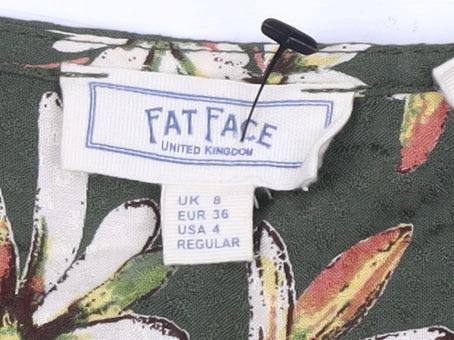 FAT FACE
UNITED KINGDOM
UK 8
EUR 36
USA 4
REGULAR